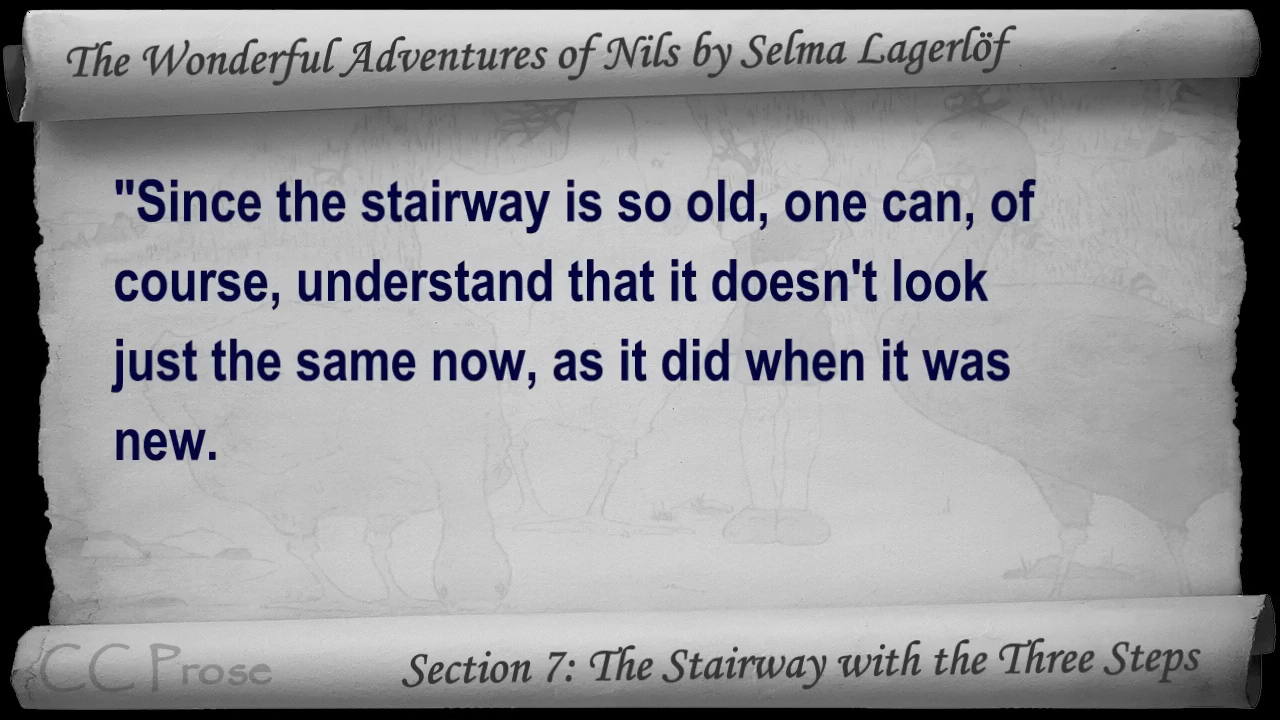 The Wonderful Adventures of Nils by Selma Lagerlöf
"Since the stairway is so old, one can, of
course, understand that it doesn't look
just the same now, as it did when it was
new.
CC Prose
Section 7: The Stairway with the Three Steps